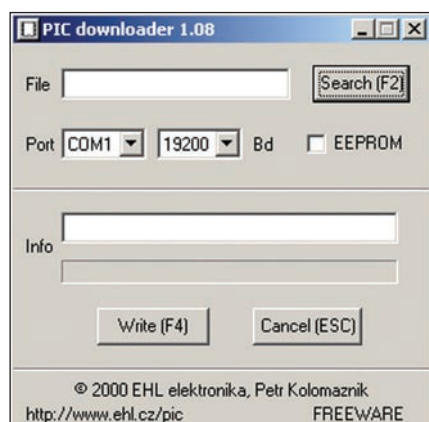 PIC downloader 1.08
File Search (F2)
Port COM1 19200 Bd EEPROM
Info
Write (F4) Cancel (ESC)
© 2000 EHL elektronika, Petr Kolomaznik
http://www.ehl.cz/pic FREEWARE